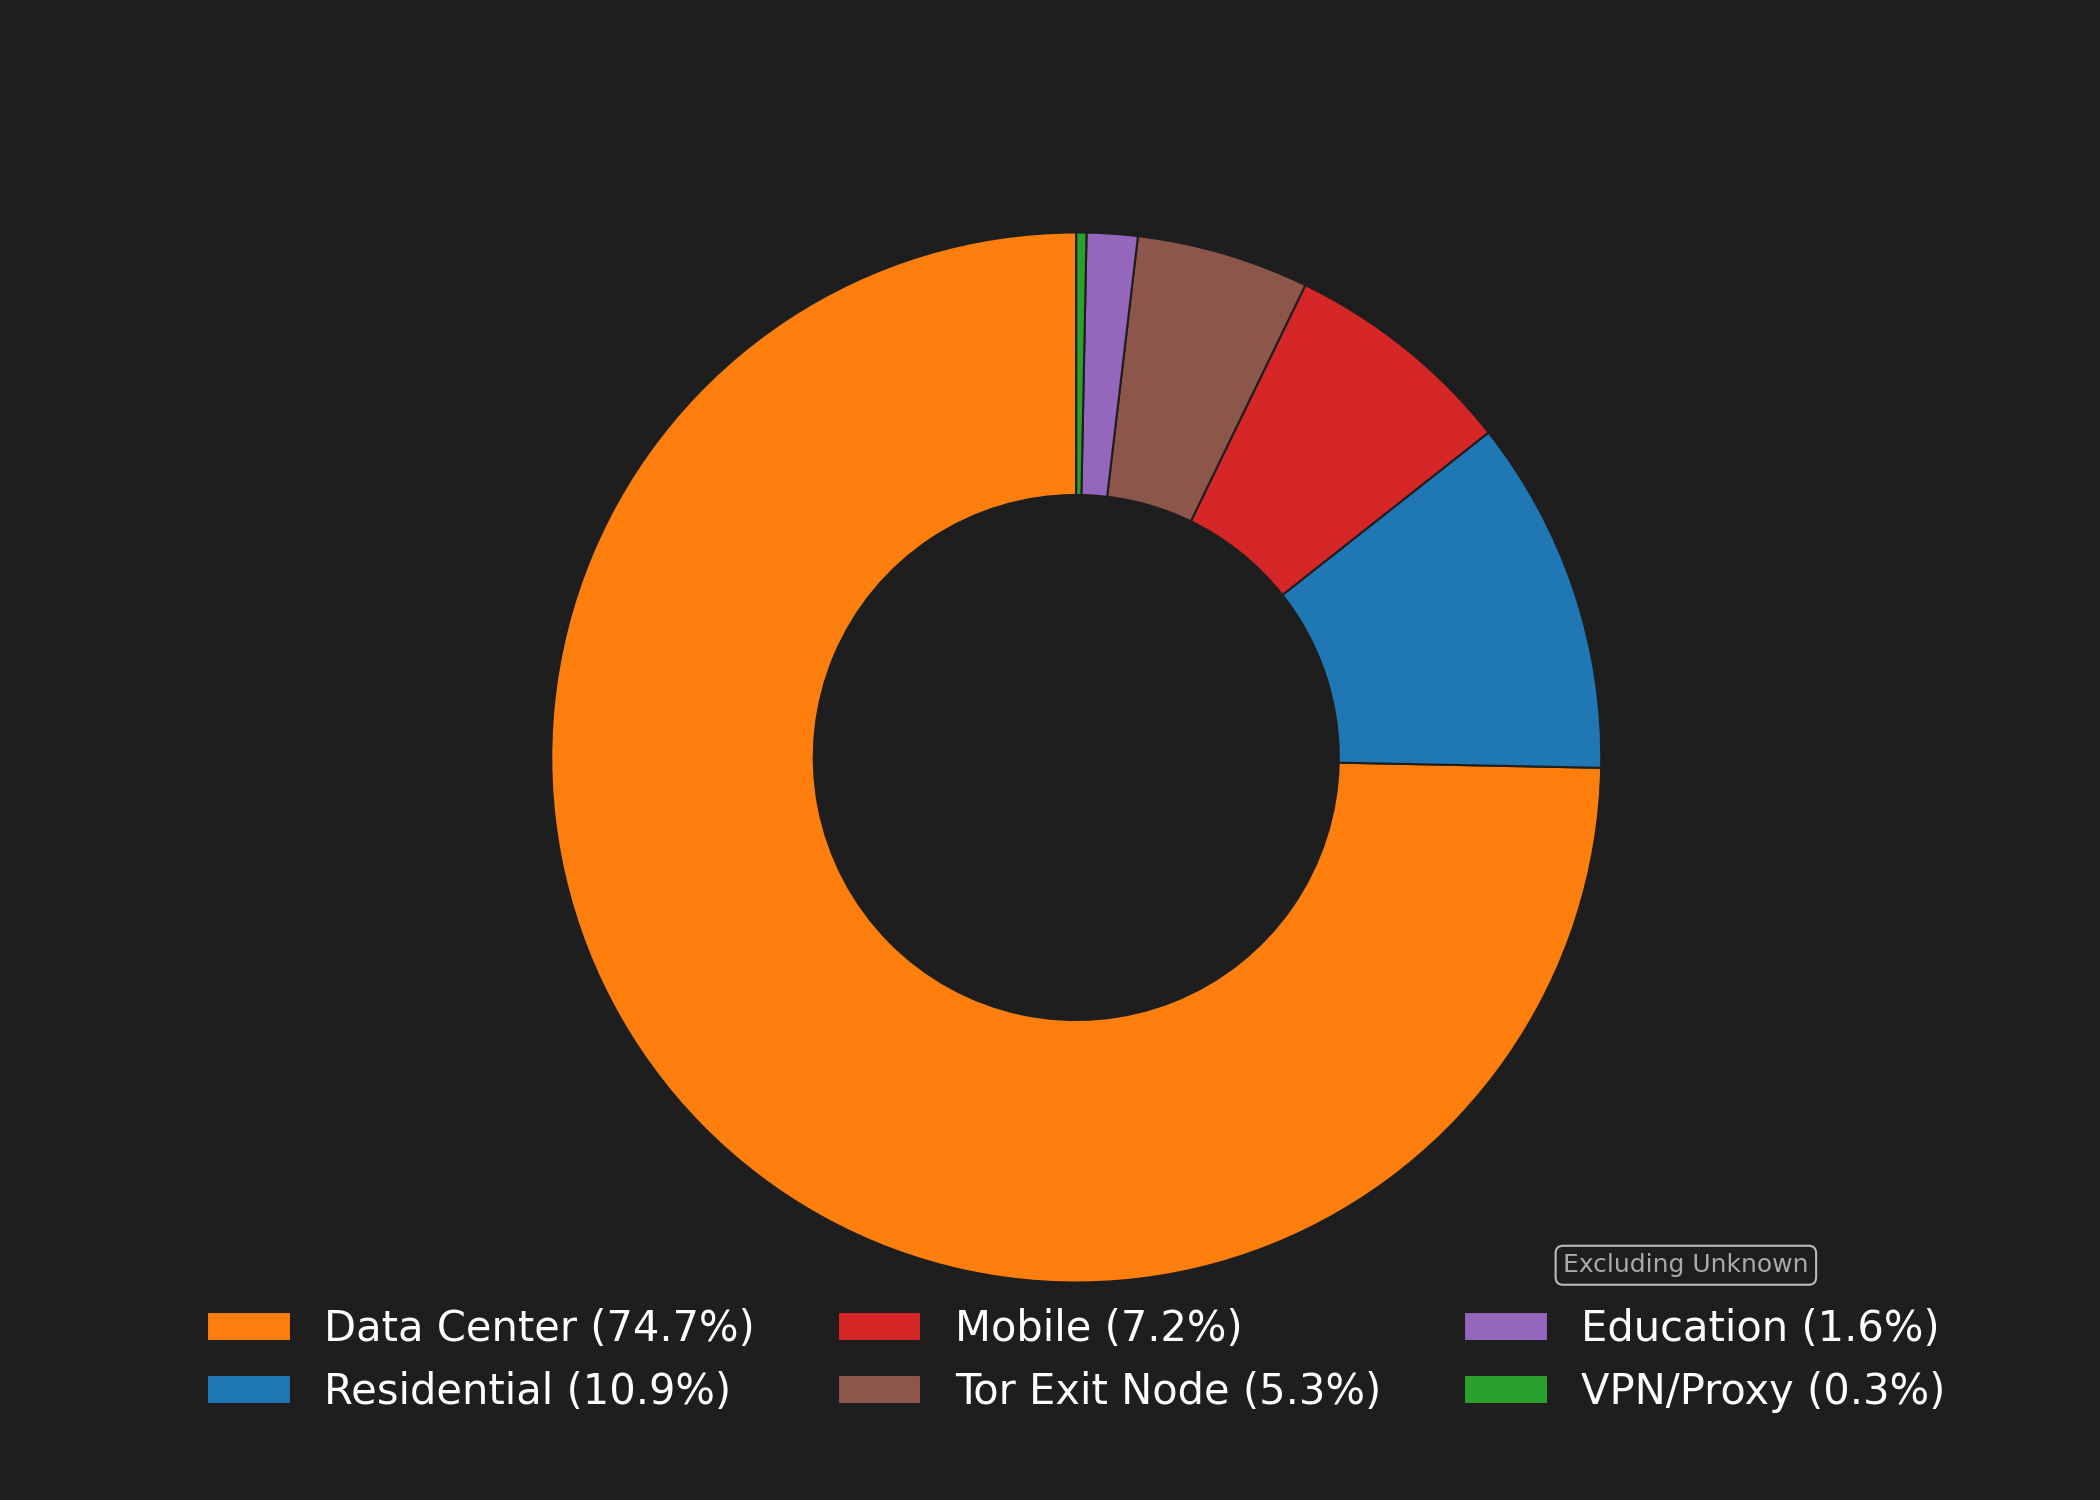 Excluding Unknown
Data Center (74.7%)
Mobile (7.2%)
Education (1.6%)
Residential (10.9%)
Tor Exit Node (5.3%)
VPN/Proxy (0.3%)